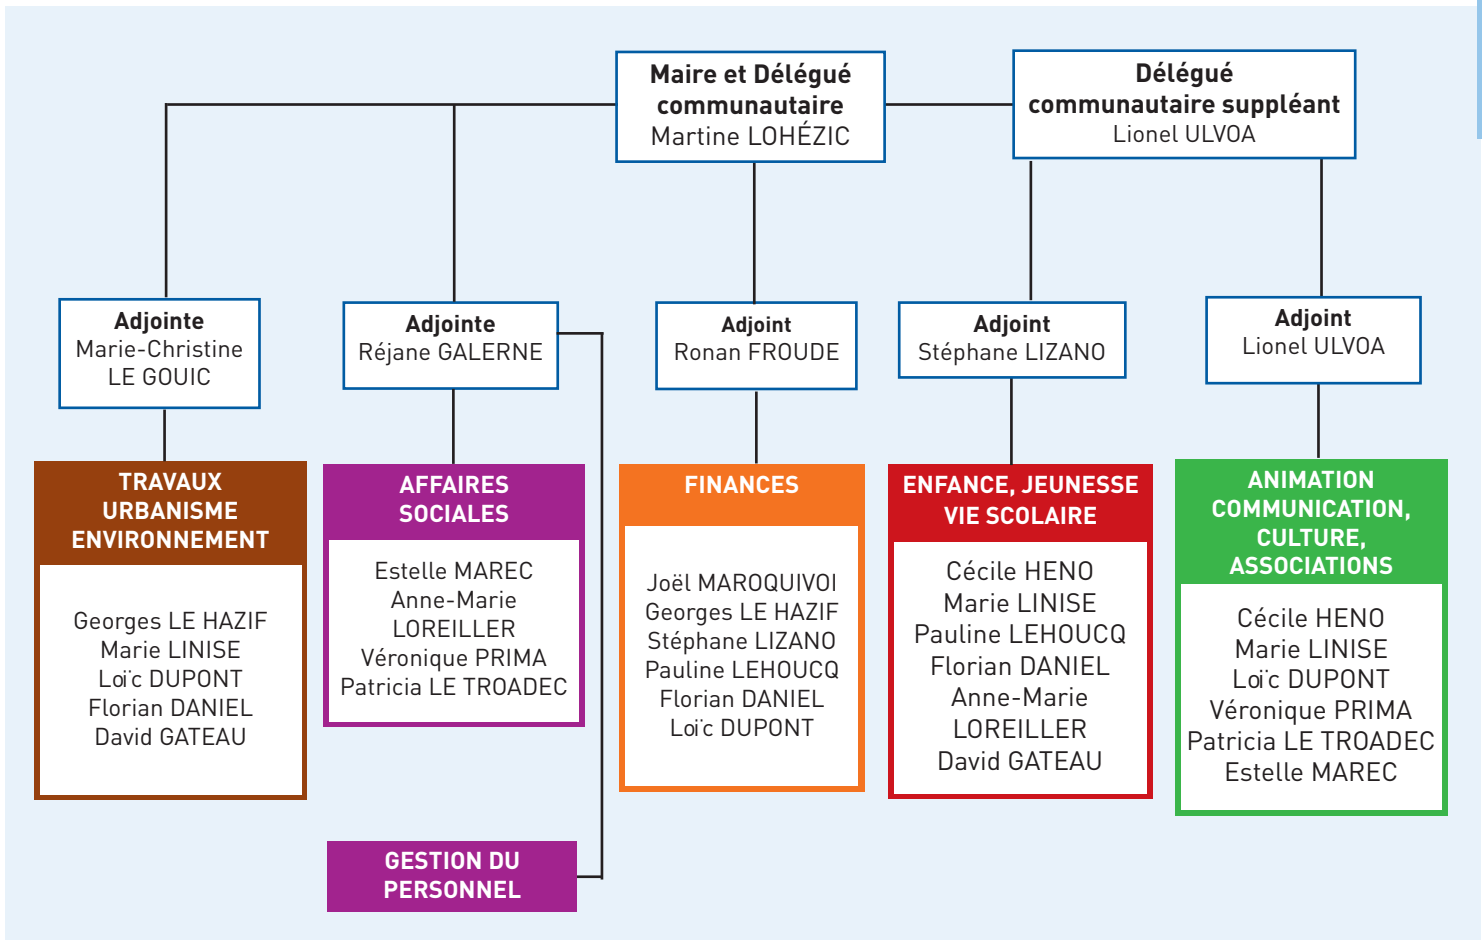 Maire et Délégué
communautaire
Martine LOHÉZIC
Délégué
communautaire suppléant
Lionel ULVOA
Adjointe
Marie-Christine
LE GOUIC
Adjointe
Réjane GALERNE
Adjoint
Ronan FROUDE
Adjoint
Stéphane LIZANO
Adjoint
Lionel ULVOA
TRAVAUX
URBANISME
ENVIRONNEMENT
Georges LE HAZIF
Marie LINISE
Loïc DUPONT
Florian DANIEL
David GATEAU
AFFAIRES
SOCIALES
Estelle MAREC
Anne-Marie
LOREILLER
Véronique PRIMA
Patricia LE TROADEC
FINANCES
Joël MAROQUIVOI
Georges LE HAZIF
Stéphane LIZANO
Pauline LEHOUCQ
Florian DANIEL
Loïc DUPONT
ENFANCE, JEUNESSE
VIE SCOLAIRE
Cécile HENO
Marie LINISE
Pauline LEHOUCQ
Florian DANIEL
Anne-Marie
LOREILLER
David GATEAU
ANIMATION
COMMUNICATION,
CULTURE,
ASSOCIATIONS
Cécile HENO
Marie LINISE
Loïc DUPONT
Véronique PRIMA
Patricia LE TROADEC
Estelle MAREC
GESTION DU
PERSONNEL